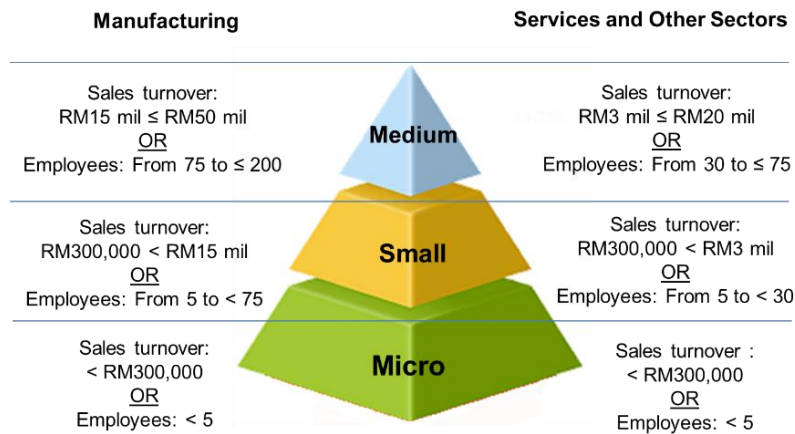 Manufacturing
Services and Other Sectors
Sales turnover:
RM15 mil ≤ RM50 mil
OR
Employees: From 75 to ≤ 200
Medium
Sales turnover:
RM3 mil ≤ RM20 mil
OR
Employees: From 30 to ≤ 75
Sales turnover:
RM300,000 < RM15 mil
OR
Employees: From 5 to < 75
Small
Sales turnover:
RM300,000 < RM3 mil
OR
Employees: From 5 to < 30
Sales turnover:
< RM300,000
OR
Employees: < 5
Micro
Sales turnover :
< RM300,000
OR
Employees: < 5